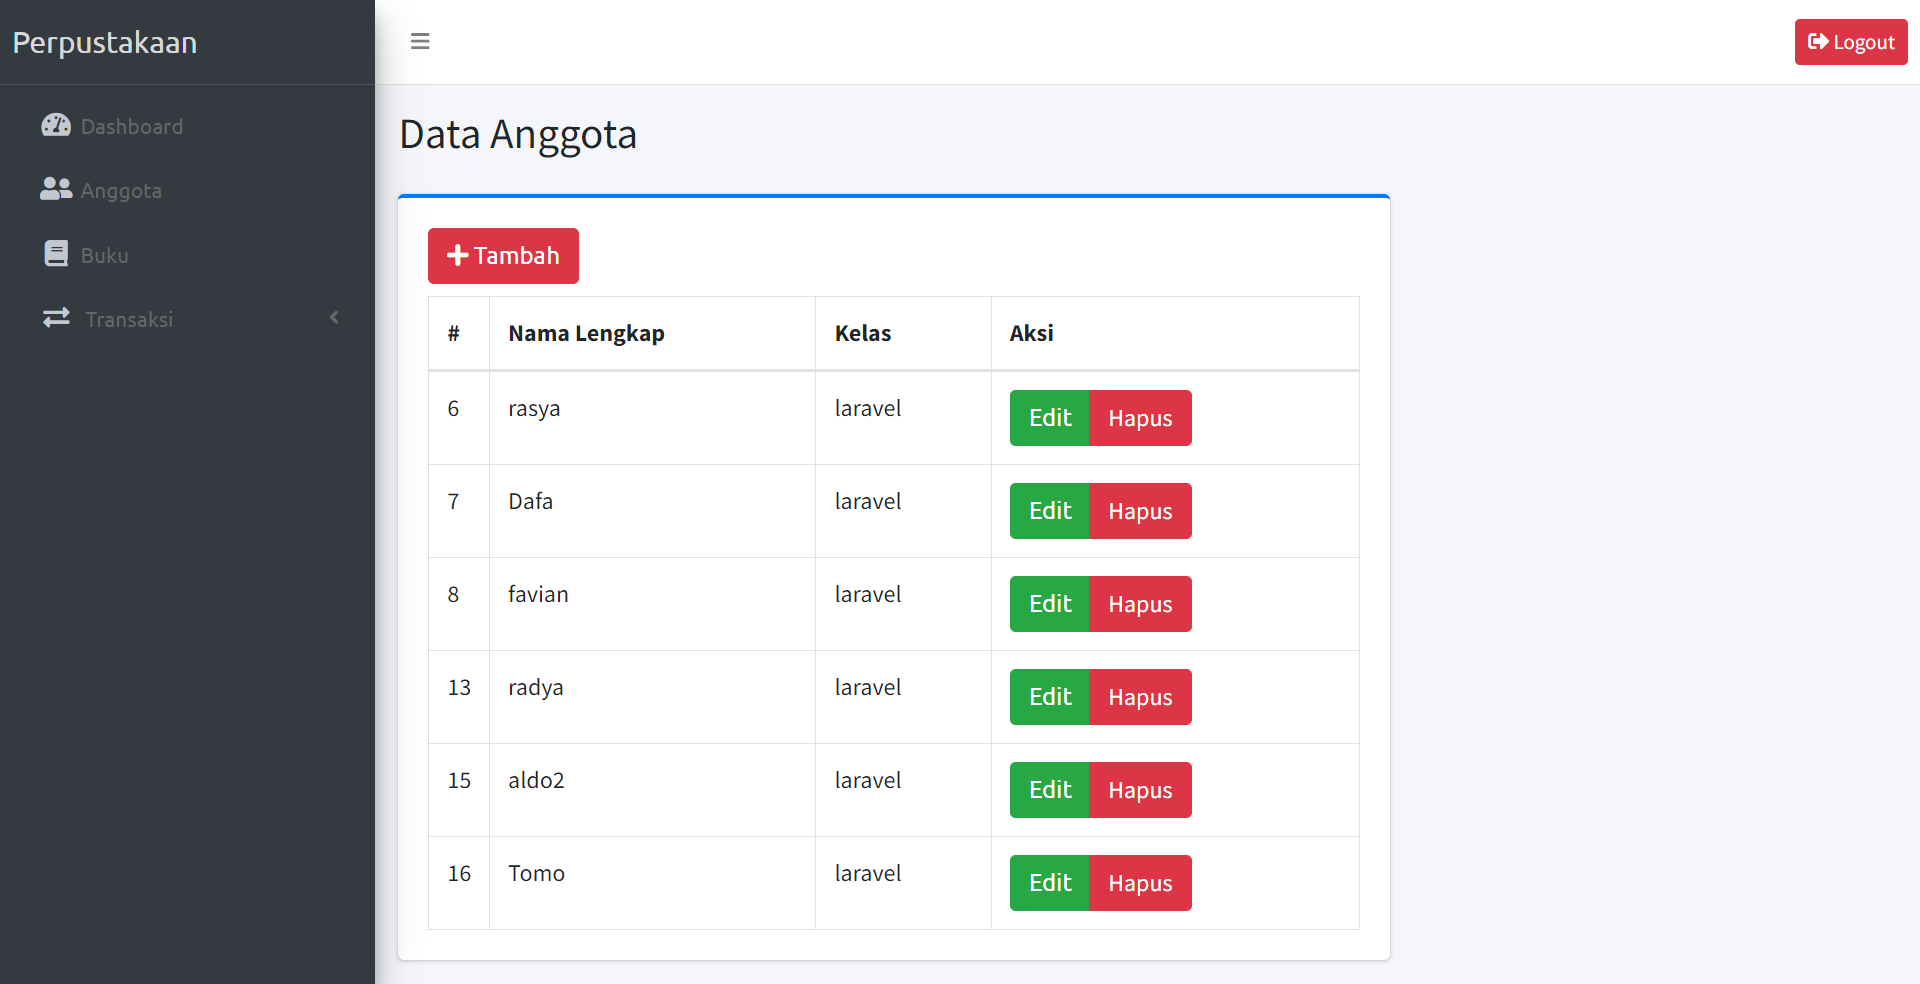 Perpustakaan
Logout
Dashboard
Anggota
Buku
Transaksi
Data Anggota
Tambah
# Nama Lengkap Kelas Aksi
6 rasya laravel Edit Hapus
7 Dafa laravel Edit Hapus
8 favian laravel Edit Hapus
13 radya laravel Edit Hapus
15 aldo2 laravel Edit Hapus
16 Tomo laravel Edit Hapus